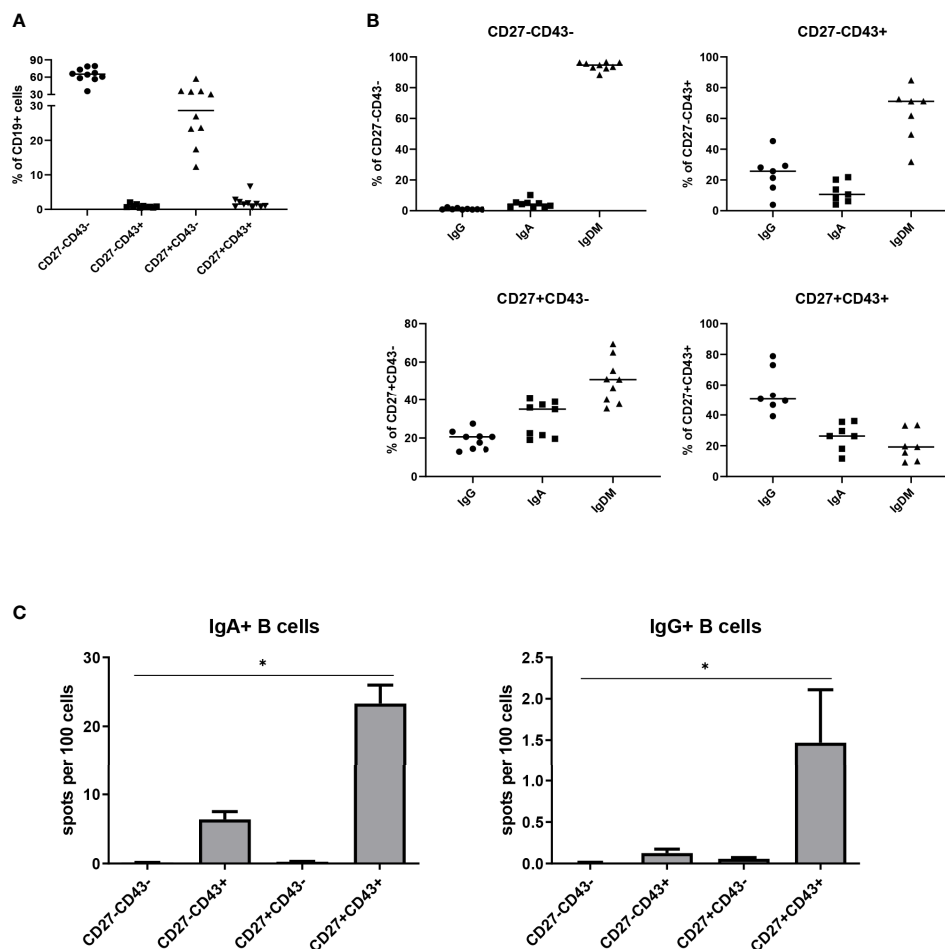 A
% of CD19+ cells
90
60
30
30
20
10
0
CD27-CD43-
CD27-CD43+
CD27+CD43-
CD27+CD43+
B
CD27-CD43-
% of CD27-CD43-
100
80
60
40
20
0
IgG
IgA
IgDM
CD27-CD43+
% of CD27-CD43+
100
80
60
40
20
0
IgG
IgA
IgDM
CD27+CD43-
% of CD27+CD43-
80
60
40
20
0
IgG
IgA
IgDM
CD27+CD43+
% of CD27+CD43+
100
80
60
40
20
0
IgG
IgA
IgDM
C
IgA+ B cells
spots per 100 cells
30
20
10
0
*
CD27-CD43-
CD27-CD43+
CD27+CD43-
CD27+CD43+
IgG+ B cells
spots per 100 cells
2.5
2.0
1.5
1.0
0.5
0.0
*
CD27-CD43-
CD27-CD43+
CD27+CD43-
CD27+CD43+